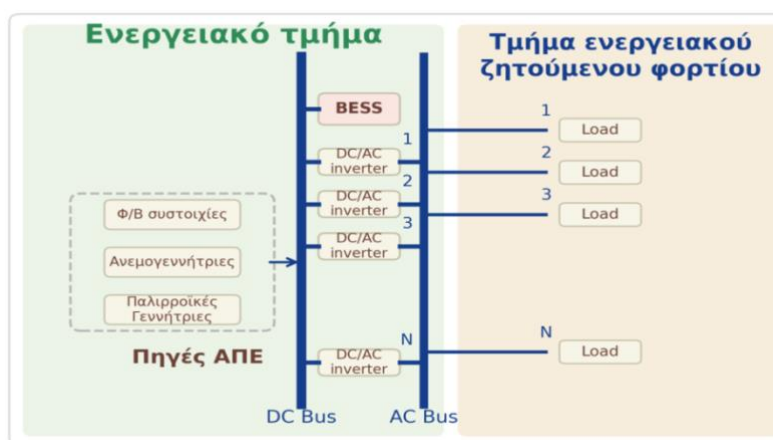 Ενεργειακό τμήμα
Τμήμα ενεργειακού
ζητούμενου φορτίου
BESS
1
DC/AC
inverter
2
DC/AC
inverter
3
DC/AC
inverter
N
DC/AC
inverter
Φ/Β συστοιχίες
Ανεμογεννήτριες
Παλιρροϊκές
Γεννήτριες
Πηγές ΑΠΕ
DC Bus
AC Bus
1
Load
2
Load
3
Load
N
Load